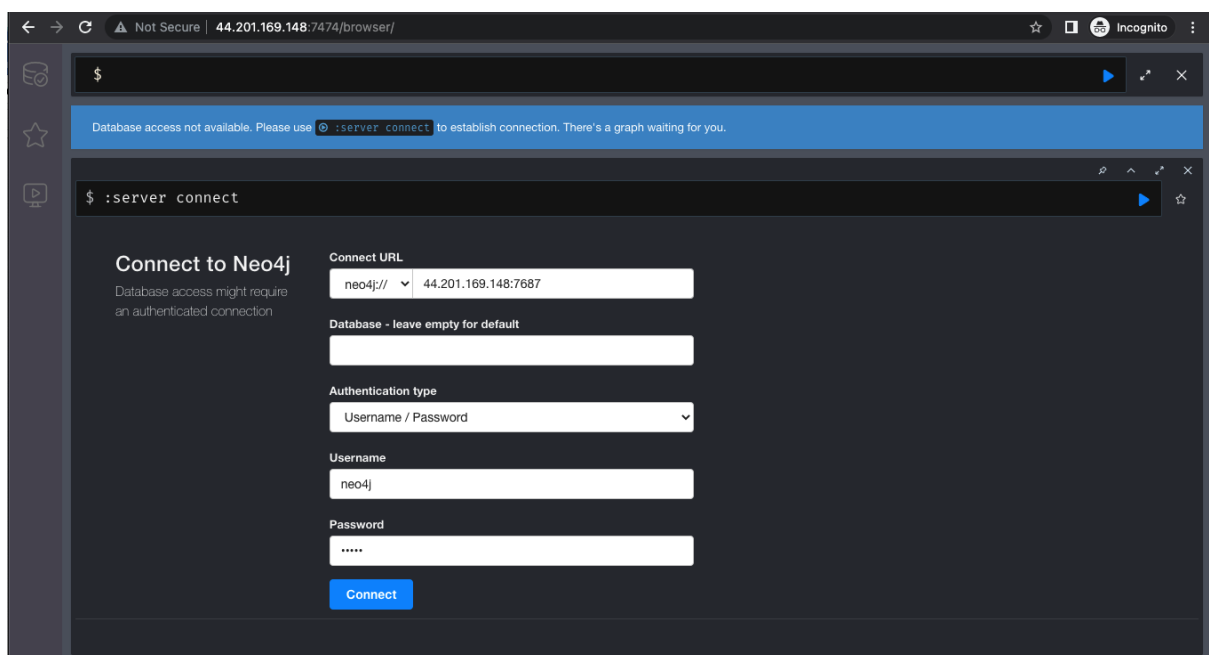 Not Secure | 44.201.169.148:7474/browser/
Incognito
$
Database access not available. Please use :server connect to establish connection. There's a graph waiting for you.
$ :server connect
Connect to Neo4j
Database access might require
an authenticated connection
Connect URL
neo4j:// 44.201.169.148:7687
Database - leave empty for default
Authentication type
Username / Password
Username
neo4j
Password
•••••
Connect